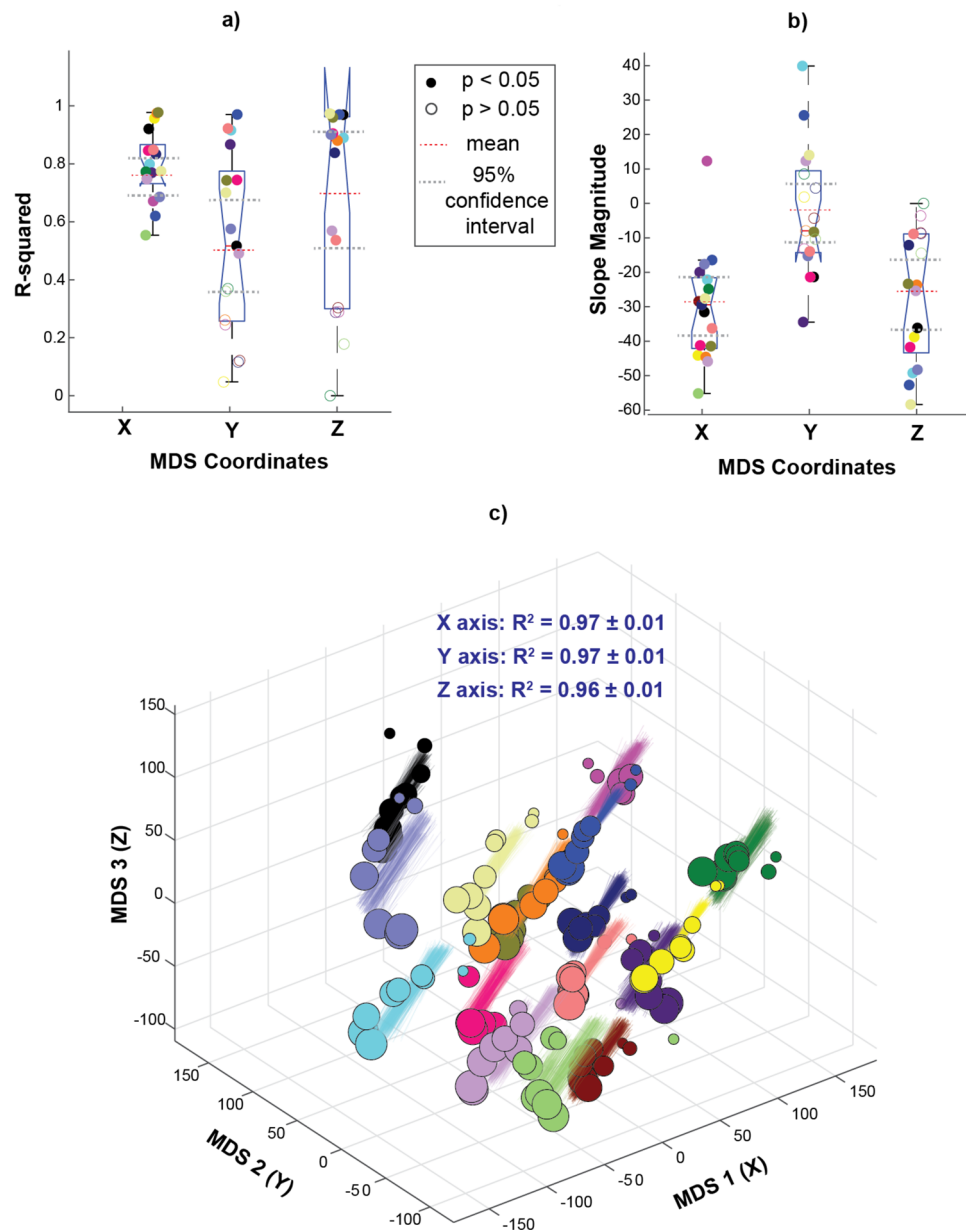 a)
R-squared
1
0.8
0.6
0.4
0.2
0
X
Y
Z
MDS Coordinates
p < 0.05
p > 0.05
mean
95%
confidence
interval
b)
Slope Magnitude
40
30
20
10
0
-10
-20
-30
-40
-50
-60
X
Y
Z
MDS Coordinates
c)
X axis: R² = 0.97 ± 0.01
Y axis: R² = 0.97 ± 0.01
Z axis: R² = 0.96 ± 0.01
MDS 3 (Z)
150
100
50
0
-50
-100
MDS 2 (Y)
150
100
50
0
-50
-100
MDS 1 (X)
-150
-100
-50
0
50
100
150